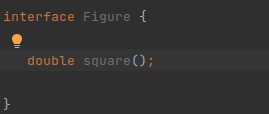 interface Figure {
double square();
}